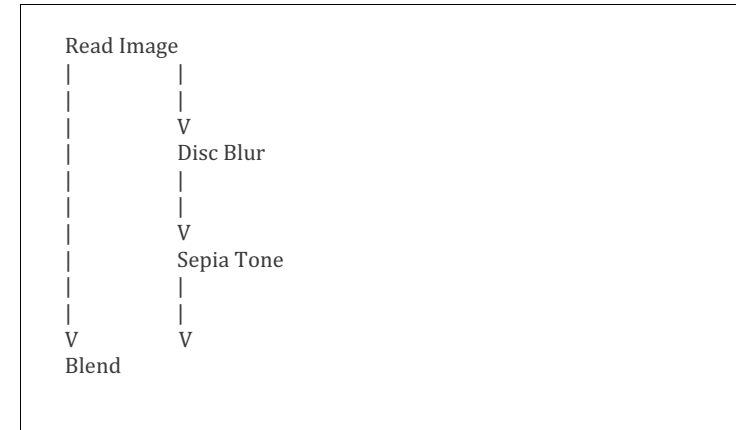 Read Image
| |
| |
| V
| Disc Blur
| |
| |
| V
| Sepia Tone
| |
| |
V V
Blend